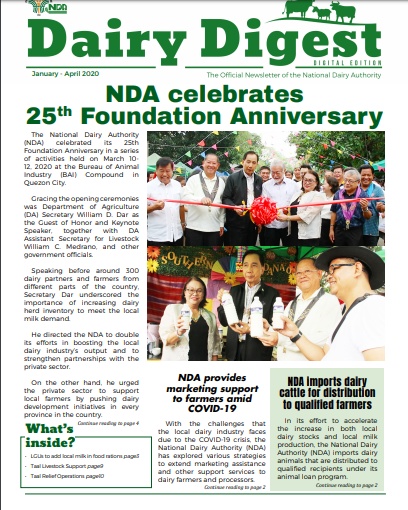 NDA
Dairy Digest
DIGITAL EDITION
January - April 2020
The Official Newsletter of the National Dairy Authority
NDA celebrates
25th Foundation Anniversary
The National Dairy Authority
(NDA) celebrated its 25th
Foundation Anniversary in a series
of activities held on March 10-
12, 2020 at the Bureau of Animal
Industry (BAI) Compound in
Quezon City.
Gracing the opening ceremonies
was Department of Agriculture
(DA) Secretary William D. Dar as
the Guest of Honor and Keynote
Speaker, together with DA
Assistant Secretary for Livestock
William C. Medrano, and other
government officials.
Speaking before around 300
dairy partners and farmers from
different parts of the country,
Secretary Dar underscored the
importance of increasing dairy
herd inventory to meet the local
milk demand.
He directed the NDA to double
its efforts in boosting the local
dairy industry's output and to
strengthen partnerships with the
private sector.
On the other hand, he urged
the private sector to support
local farmers by pushing dairy
development initiatives in every
province in the country.
Continue reading to page 4
What's
inside?
- LGUs to add local milk in food rations page5
- Taal Livestock Support page9
- Taal Relief Operations page10
SOUTHERN
NDA provides
marketing support
to farmers amid
COVID-19
With the challenges that
the local dairy industry faces
due to the COVID-19 crisis, the
National Dairy Authority (NDA)
has explored various strategies
to extend marketing assistance
and other support services to
dairy farmers and processors.
Continue reading to page 2
NDA imports dairy
cattle for distribution
to qualified farmers
In its effort to accelerate
the increase in both local
dairy stocks and local milk
production, the National Dairy
Authority (NDA) imports dairy
animals that are distributed to
qualified recipients under its
animal loan program.
Continue reading to page 2